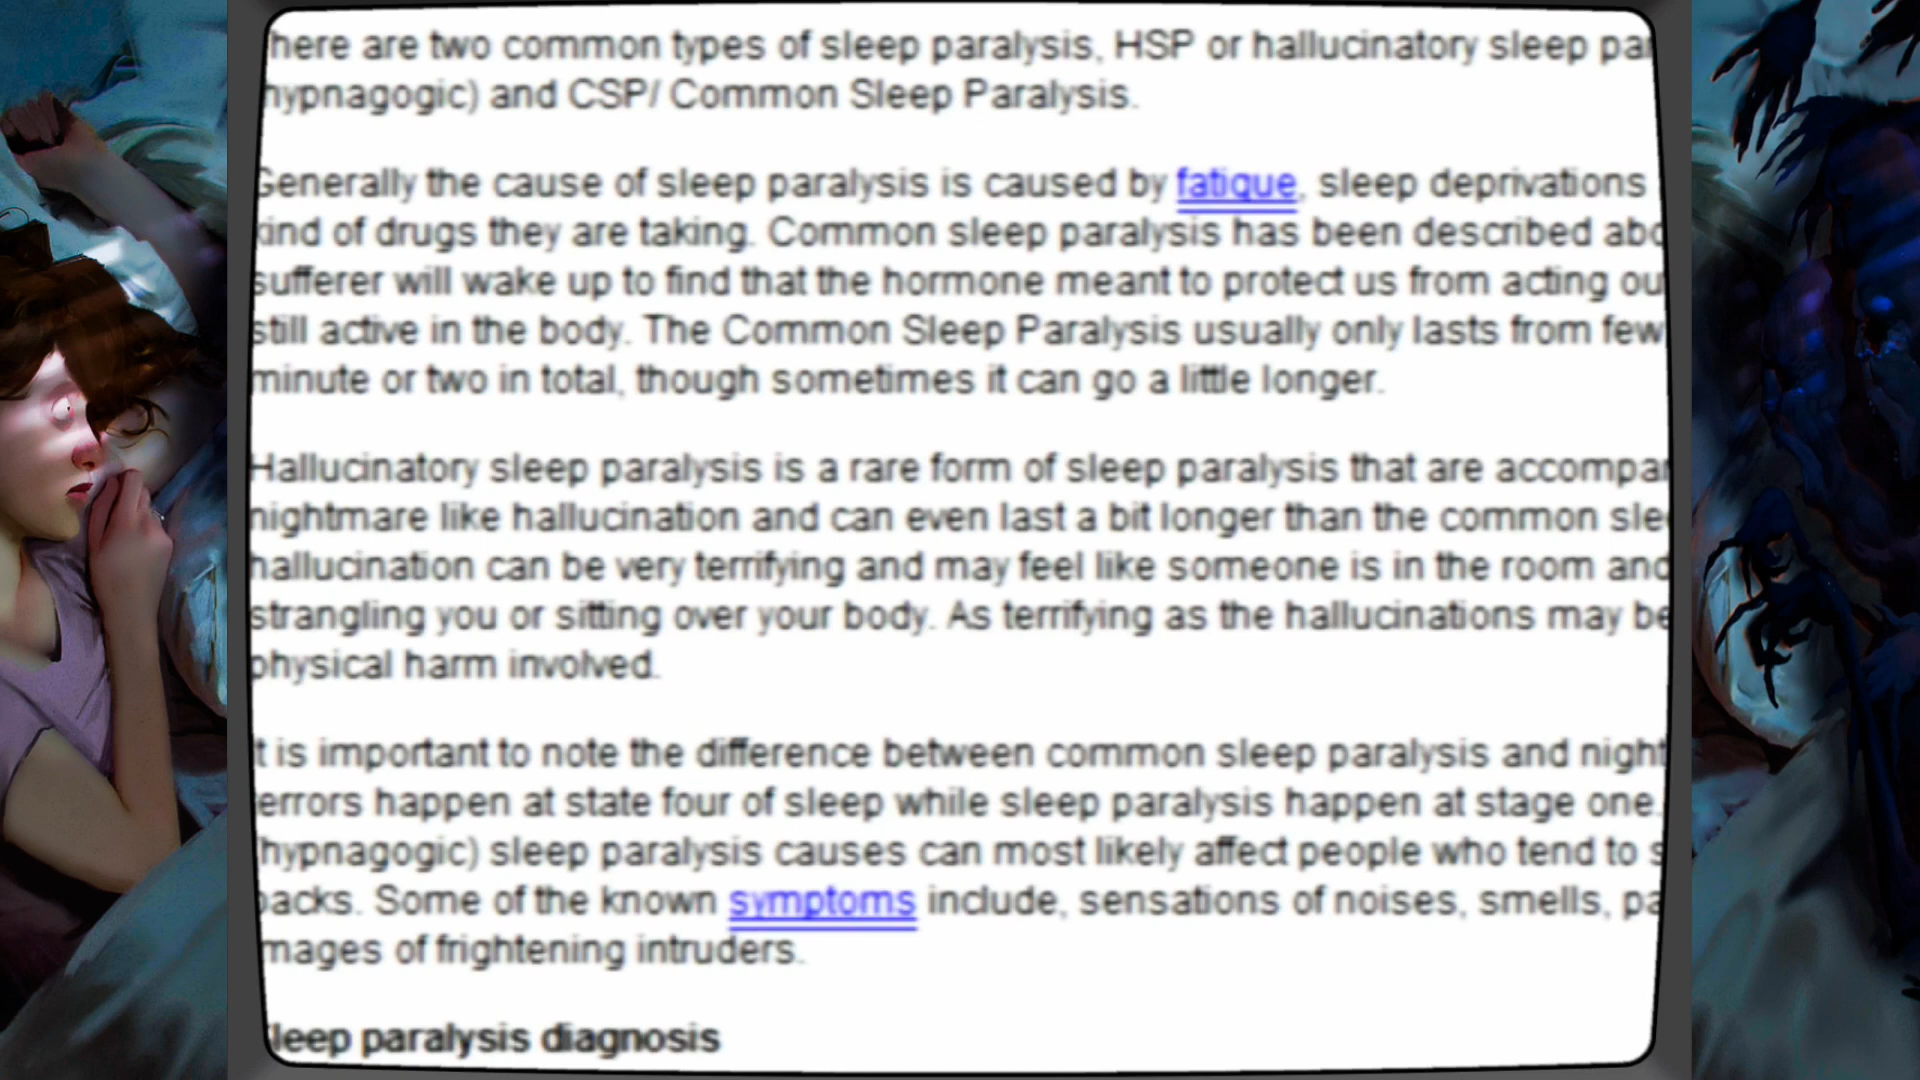 here are two common types of sleep paralysis, HSP or hallucinatory sleep par
hypnagogic) and CSP/ Common Sleep Paralysis.
Generally the cause of sleep paralysis is caused by fatique, sleep deprivations
kind of drugs they are taking. Common sleep paralysis has been described abo
sufferer will wake up to find that the hormone meant to protect us from acting ou
still active in the body. The Common Sleep Paralysis usually only lasts from few
minute or two in total, though sometimes it can go a little longer.
Hallucinatory sleep paralysis is a rare form of sleep paralysis that are accompan
nightmare like hallucination and can even last a bit longer than the common slee
hallucination can be very terrifying and may feel like someone is in the room and
strangling you or sitting over your body. As terrifying as the hallucinations may be
physical harm involved.
t is important to note the difference between common sleep paralysis and night
errors happen at state four of sleep while sleep paralysis happen at stage one.
hypnagogic) sleep paralysis causes can most likely affect people who tend to s
backs. Some of the known symptoms include, sensations of noises, smells, pa
mages of frightening intruders.
leep paralysis diagnosis